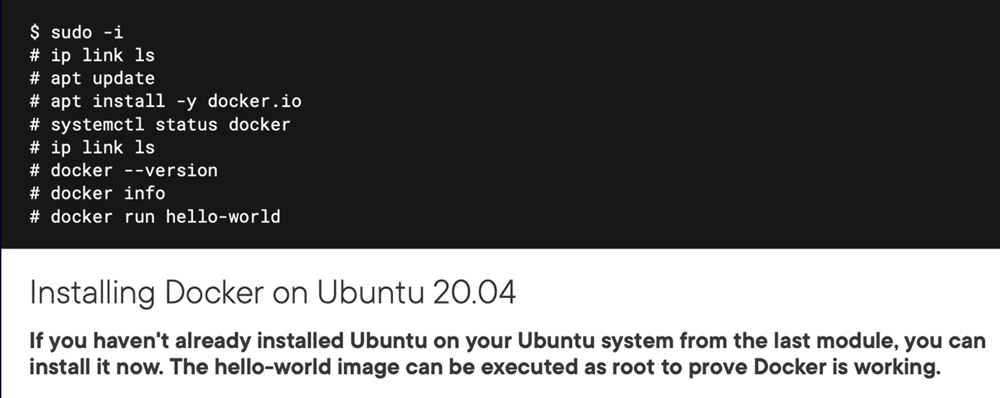 $ sudo -i
# ip link ls
# apt update
# apt install -y docker.io
# systemctl status docker
# ip link ls
# docker --version
# docker info
# docker run hello-world
Installing Docker on Ubuntu 20.04
If you haven't already installed Ubuntu on your Ubuntu system from the last module, you can
install it now. The hello-world image can be executed as root to prove Docker is working.